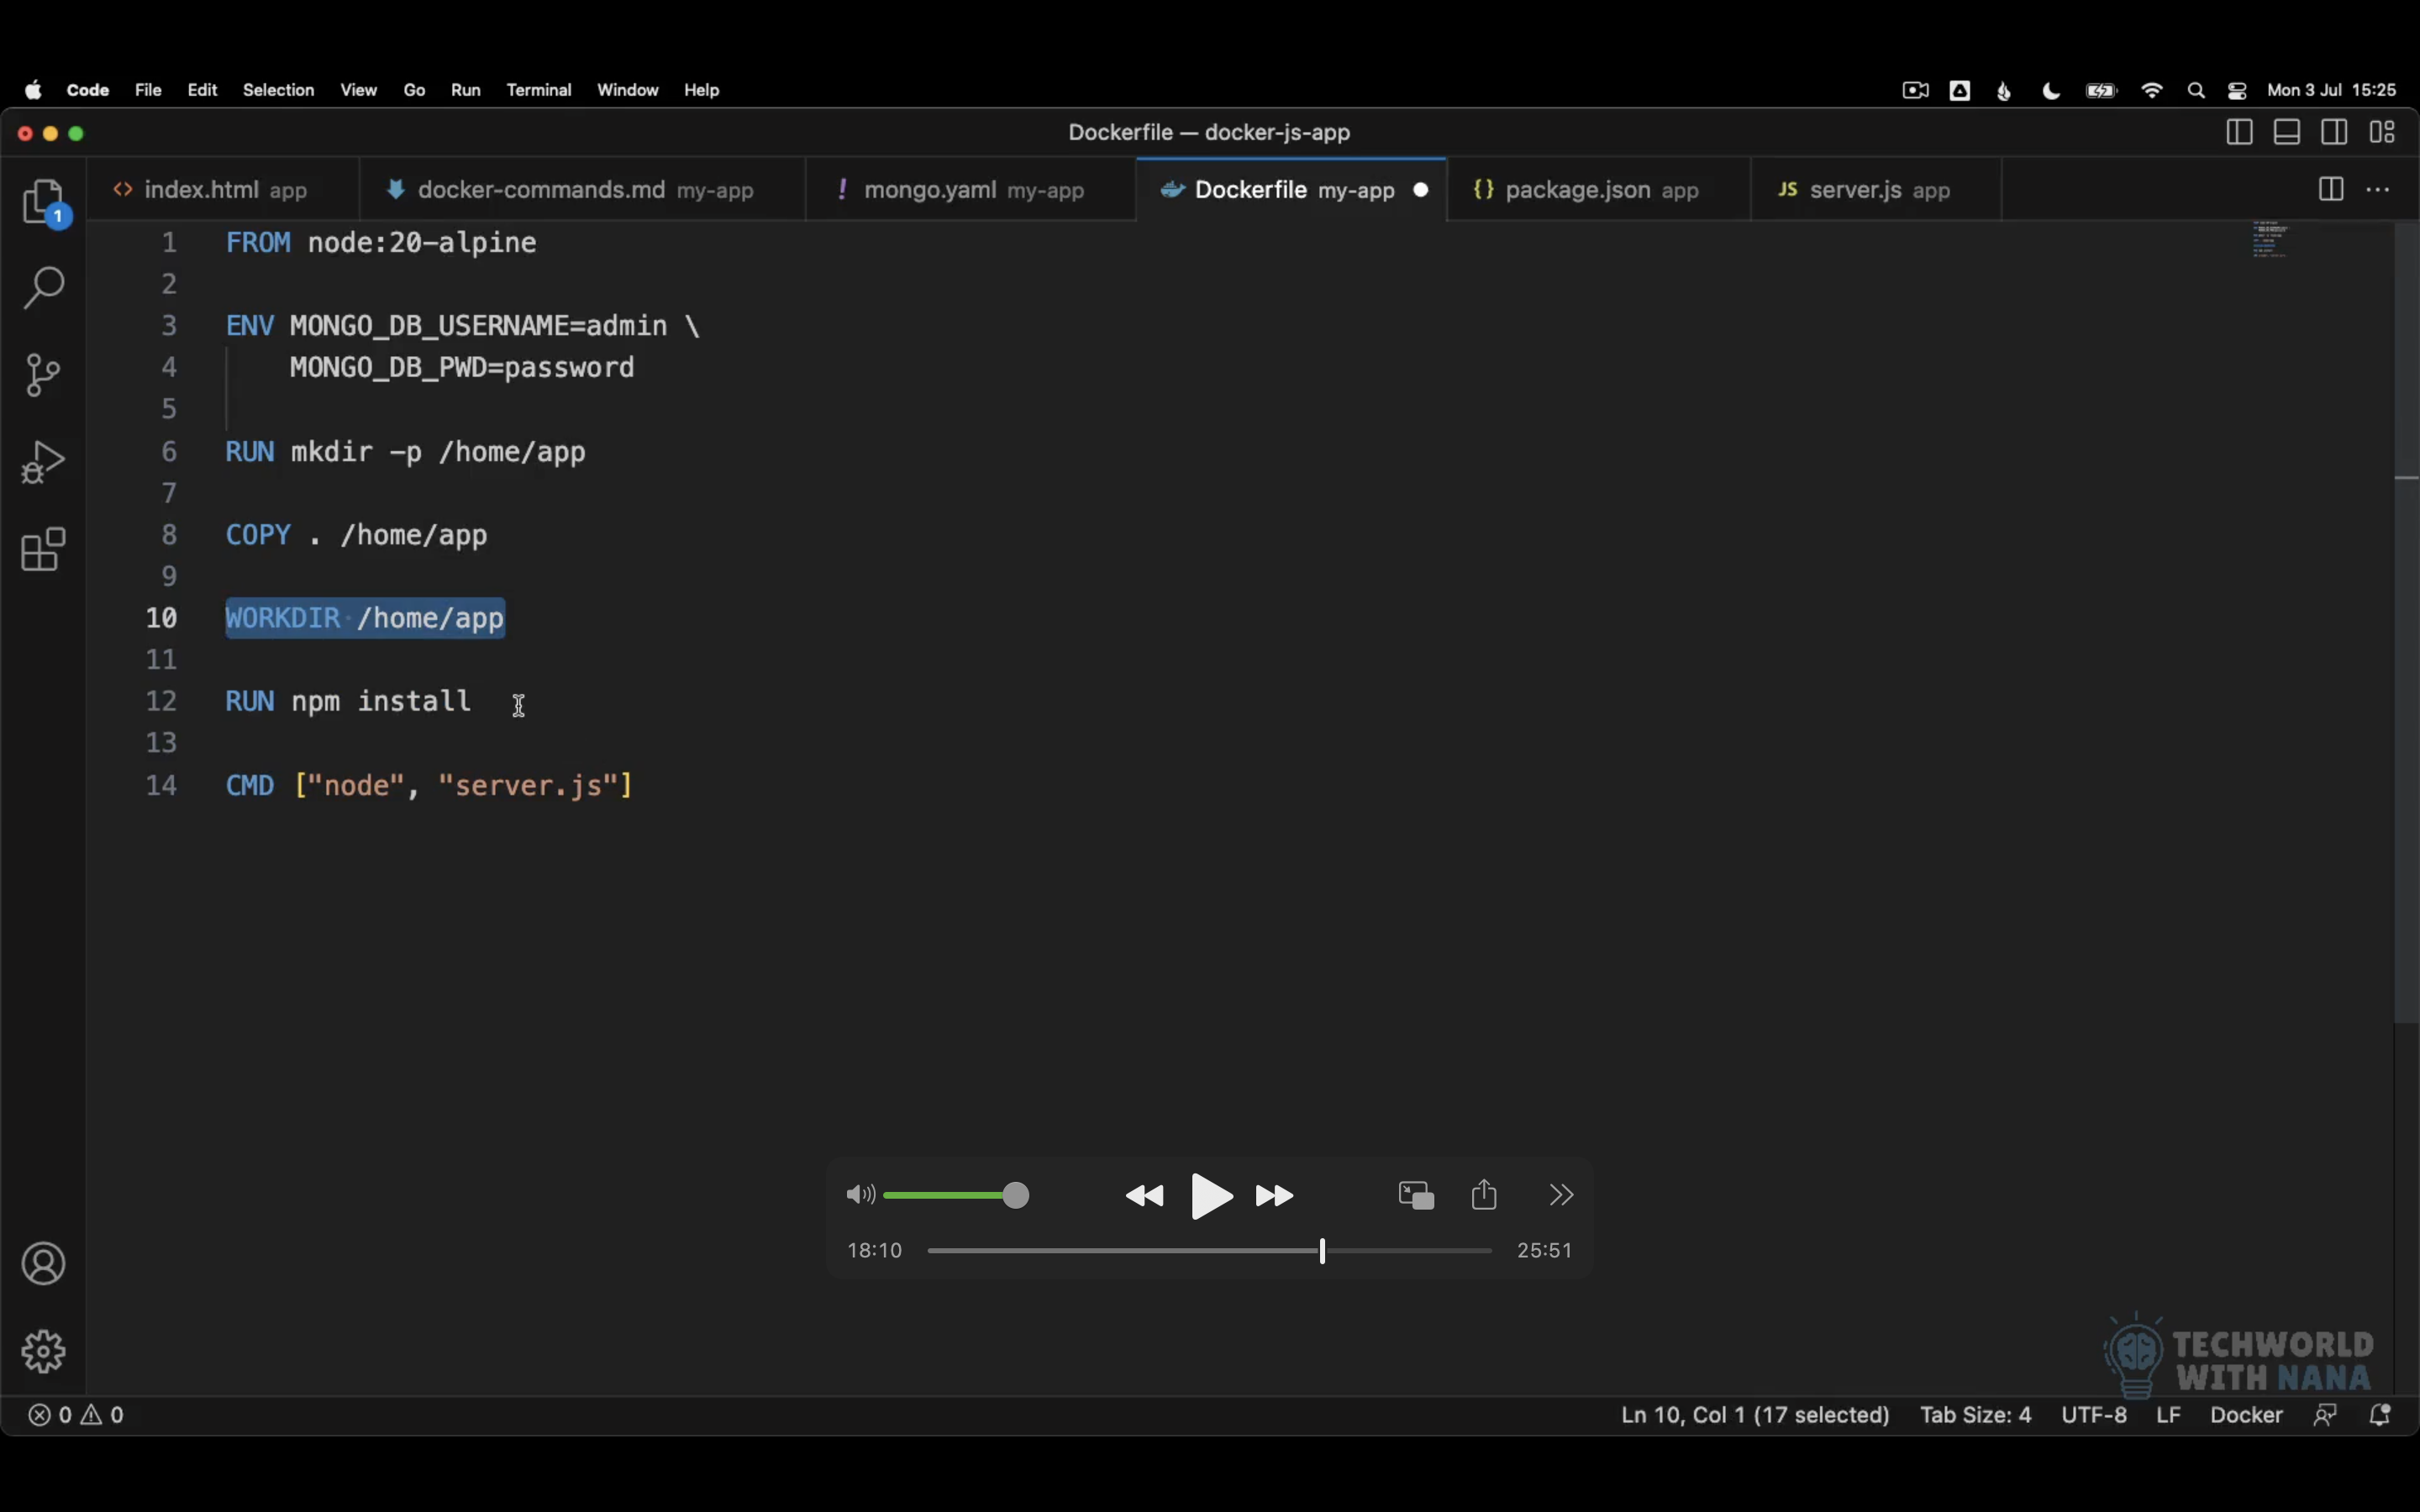 Code File Edit Selection View Go Run Terminal Window Help Mon 3 Jul 15:25
Dockerfile — docker-js-app
index.html app docker-commands.md my-app ! mongo.yaml my-app Dockerfile my-app {} package.json app JS server.js app
1
1 FROM node:20-alpine
2
3 ENV MONGO_DB_USERNAME=admin \
4 MONGO_DB_PWD=password
5
6 RUN mkdir -p /home/app
7
8 COPY . /home/app
9
10 WORKDIR /home/app
11
12 RUN npm install
13
14 CMD ["node", "server.js"]
18:10 25:51
TECHWORLD
WITH NANA
0 0 Ln 10, Col 1 (17 selected) Tab Size: 4 UTF-8 LF Docker